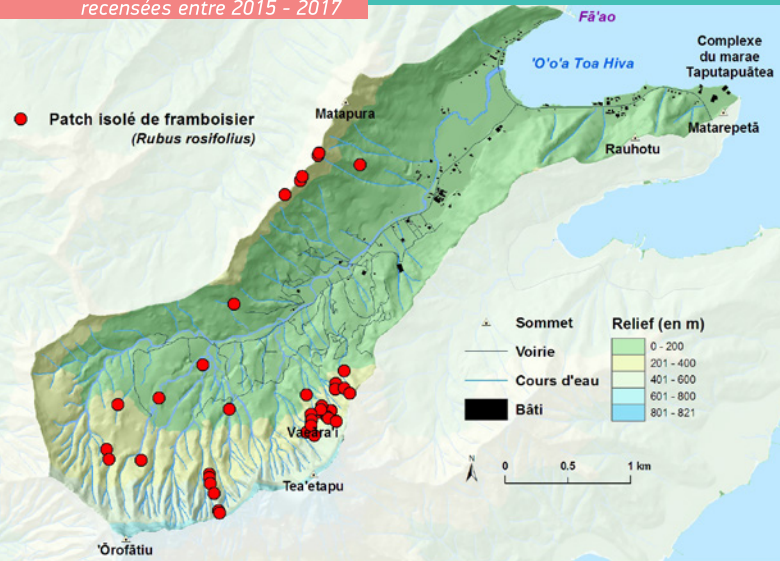 recensées entre 2015 - 2017
Fā'ao
'O'o'a Toa Hiva
Complexe
du marae
Taputapuātea
Patch isolé de framboisier
(Rubus rosifolius)
Matapura
Matarepetā
Rauhotu
Sommet
Voirie
Cours d'eau
Bâti
Relief (en m)
0 - 200
201 - 400
401 - 600
601 - 800
801 - 821
Vaeara'i
Tea'etapu
'Ōrofātiu
N
0 0.5 1 km